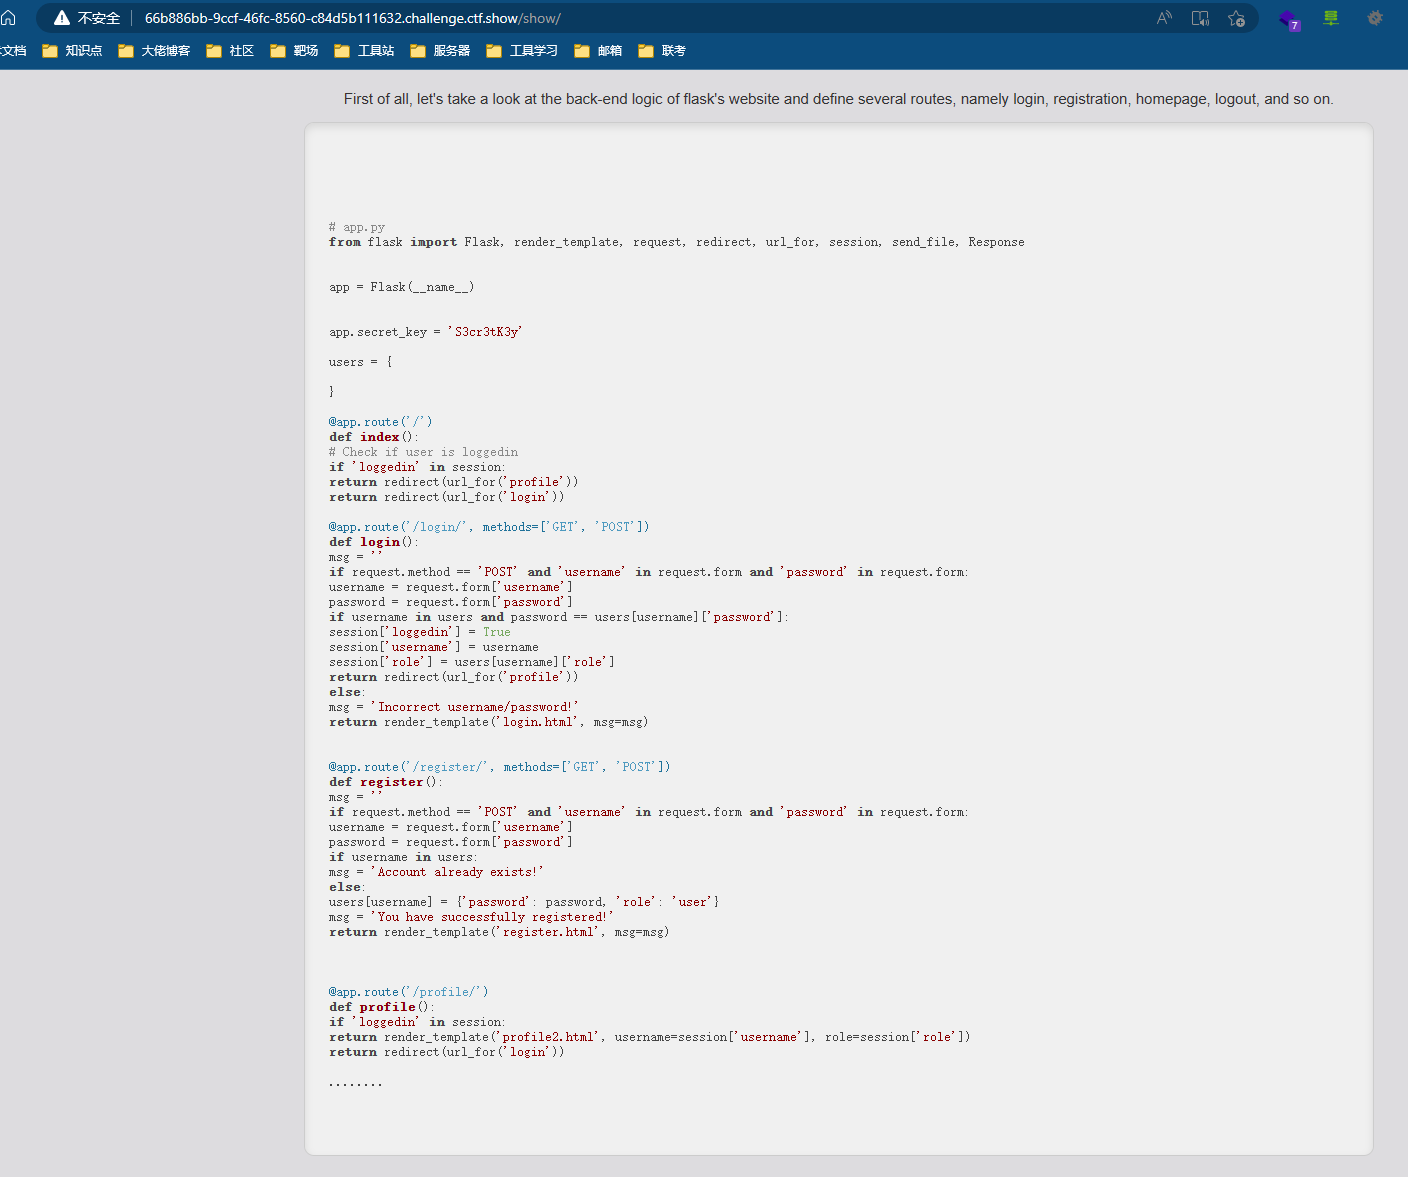 不安全 66b886bb-9ccf-46fc-8560-c84d5b111632.challenge.ctf.show/show/
7
文档 知识点 大佬博客 社区 靶场 工具站 服务器 工具学习 邮箱 联考
First of all, let's take a look at the back-end logic of flask's website and define several routes, namely login, registration, homepage, logout, and so on.
# app.py
from flask import Flask, render_template, request, redirect, url_for, session, send_file, Response
app = Flask(__name__)
app.secret_key = 'S3cr3tK3y'
users = {
}
@app.route('/')
def index():
# Check if user is loggedin
if 'loggedin' in session:
return redirect(url_for('profile'))
return redirect(url_for('login'))
@app.route('/login/', methods=['GET', 'POST'])
def login():
msg = ''
if request.method == 'POST' and 'username' in request.form and 'password' in request.form:
username = request.form['username']
password = request.form['password']
if username in users and password == users[username]['password']:
session['loggedin'] = True
session['username'] = username
session['role'] = users[username]['role']
return redirect(url_for('profile'))
else:
msg = 'Incorrect username/password!'
return render_template('login.html', msg=msg)
@app.route('/register/', methods=['GET', 'POST'])
def register():
msg = ''
if request.method == 'POST' and 'username' in request.form and 'password' in request.form:
username = request.form['username']
password = request.form['password']
if username in users:
msg = 'Account already exists!'
else:
users[username] = {'password': password, 'role': 'user'}
msg = 'You have successfully registered!'
return render_template('register.html', msg=msg)
@app.route('/profile/')
def profile():
if 'loggedin' in session:
return render_template('profile2.html', username=session['username'], role=session['role'])
return redirect(url_for('login'))
........